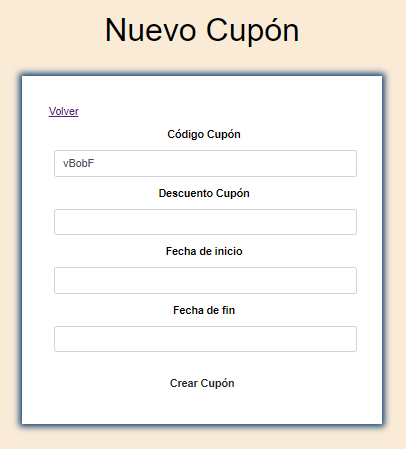 Nuevo Cupón
Volver
Código Cupón
vBobF
Descuento Cupón
Fecha de inicio
Fecha de fin
Crear Cupón